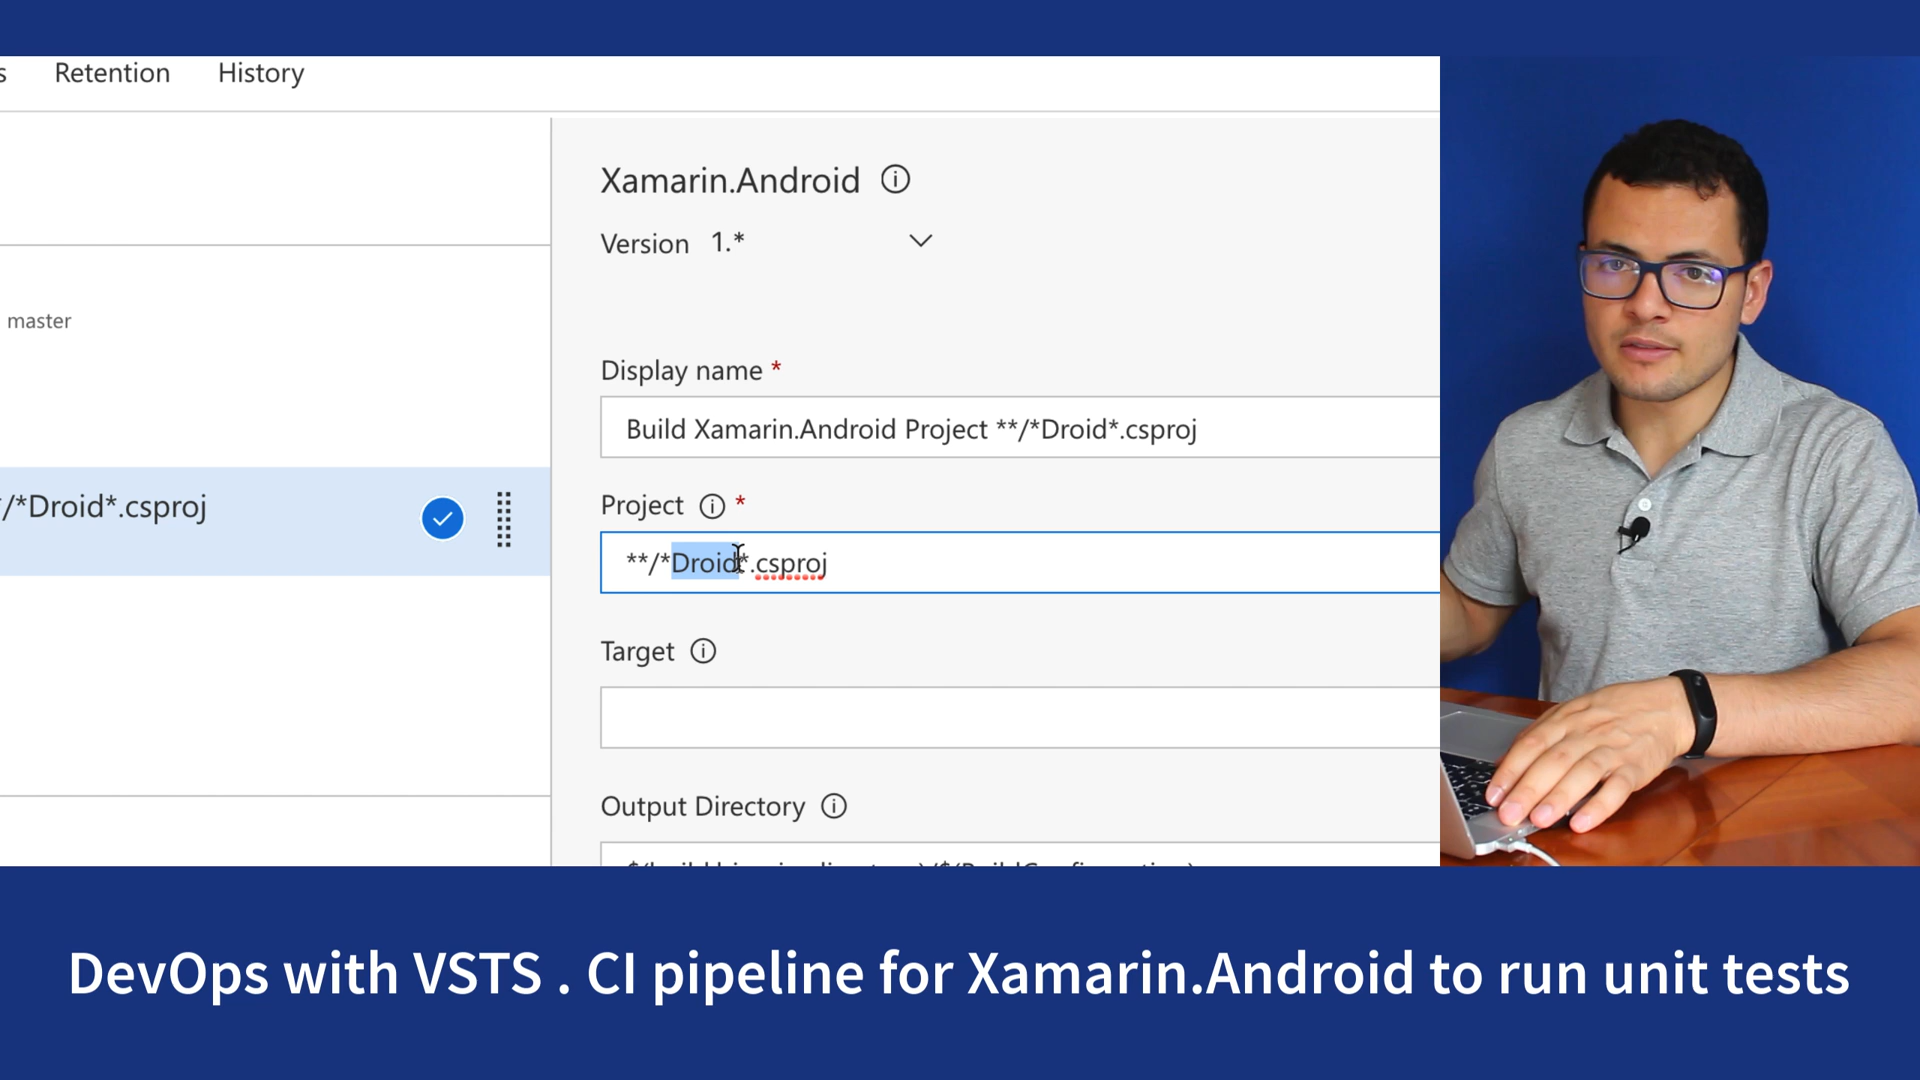 Retention History
master
/*Droid*.csproj
Xamarin.Android
Version 1.*
Display name *
Build Xamarin.Android Project **/*Droid*.csproj
Project *
**/*Droid*.csproj
Target
Output Directory
DevOps with VSTS . CI pipeline for Xamarin.Android to run unit tests